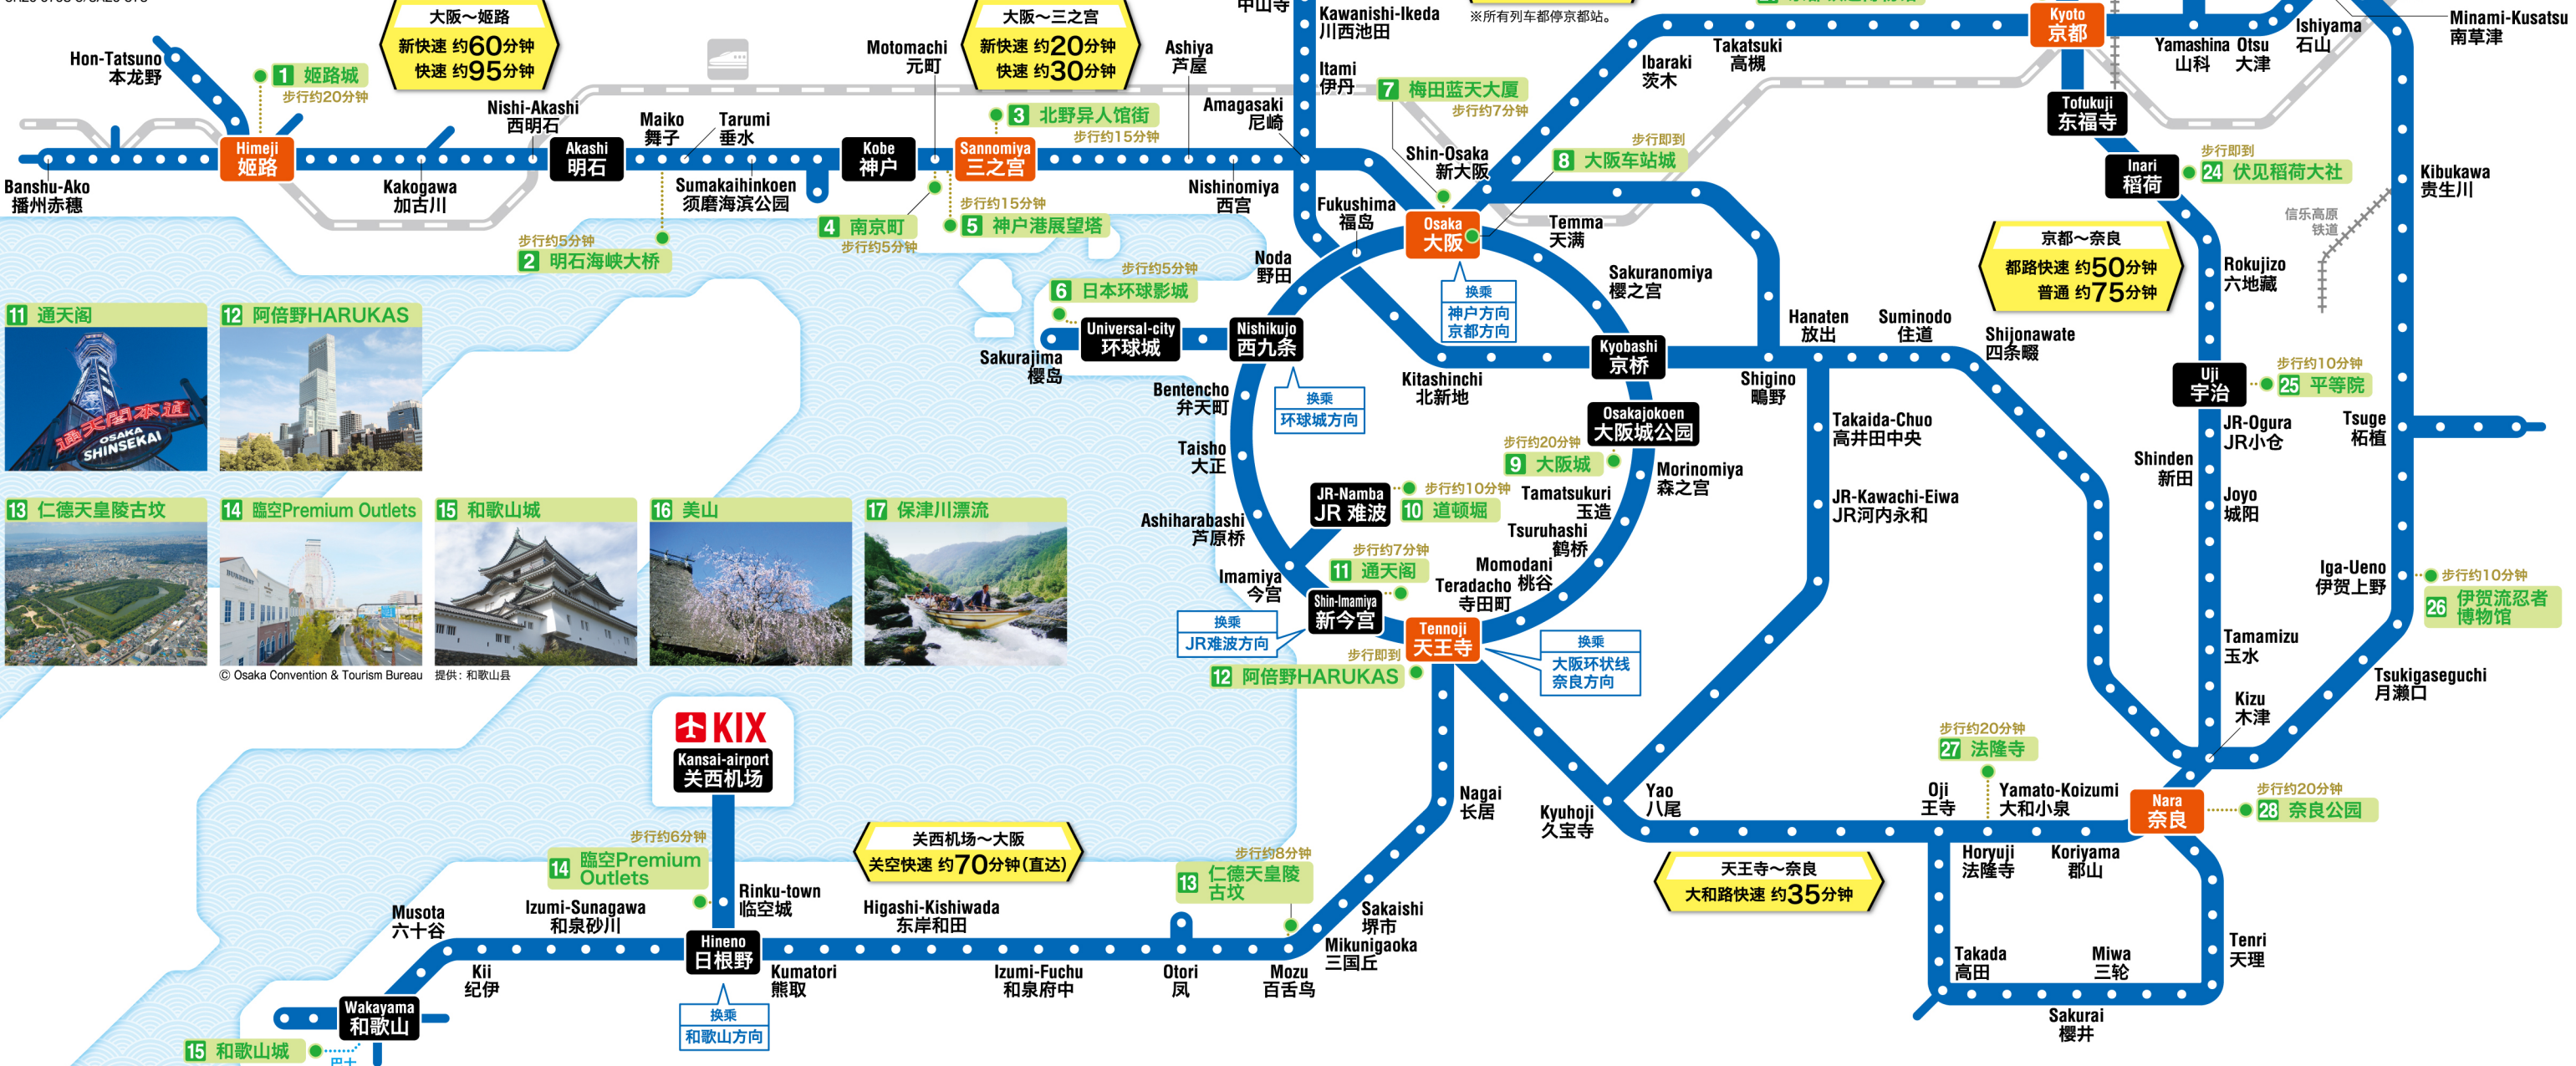 中山寺
Kawanishi-Ikeda
川西池田
※所有列车都停京都站。
Kyoto
京都
Yamashina
山科
Otsu
大津
Ishiyama
石山
Minami-Kusatsu
南草津
大阪～姬路
新快速 约60分钟
快速 约95分钟
大阪～三之宫
新快速 约20分钟
快速 约30分钟
Hon-Tatsuno
本龙野
1 姬路城
步行约20分钟
Nishi-Akashi
西明石
Maiko
舞子
Tarumi
垂水
Motomachi
元町
3 北野异人馆街
步行约15分钟
Ashiya
芦屋
Amagasaki
尼崎
Itami
伊丹
7 梅田蓝天大厦
步行约7分钟
Ibaraki
茨木
Takatsuki
高槻
Tofukuji
东福寺
Banshu-Ako
播州赤穗
Himeji
姬路
Kakogawa
加古川
Akashi
明石
Sumakaihinkoen
须磨海滨公园
Kobe
神户
Sannomiya
三之宫
Nishinomiya
西宫
Shin-Osaka
新大阪
步行即到
8 大阪车站城
Inari
稻荷
步行即到
24 伏见稻荷大社
Kibukawa
贵生川
步行约5分钟
2 明石海峡大桥
4 南京町
步行约5分钟
步行约15分钟
5 神户港展望塔
Fukushima
福岛
Osaka
大阪
Temma
天满
信乐高原
铁道
京都～奈良
都路快速 约50分钟
普通 约75分钟
Rokujizo
六地藏
Noda
野田
步行约5分钟
6 日本环球影城
Sakuranomiya
樱之宫
换乘
神户方向
京都方向
11 通天阁
12 阿倍野HARUKAS
通天閣本道
OSAKA
SHINSEKAI
Sakurajima
樱岛
Universal-city
环球城
Nishikujo
西九条
换乘
环球城方向
Kitashinchi
北新地
Kyobashi
京桥
Shigino
鴫野
Hanaten
放出
Suminodo
住道
Shijonawate
四条畷
Uji
宇治
步行约10分钟
25 平等院
Bentencho
弁天町
Osakajokoen
大阪城公园
步行约20分钟
9 大阪城
Takaida-Chuo
高井田中央
JR-Ogura
JR小仓
Tsuge
柘植
Taisho
大正
Morinomiya
森之宫
Shinden
新田
13 仁德天皇陵古坟
14 臨空Premium Outlets
15 和歌山城
16 美山
17 保津川漂流
JR-Namba
JR 难波
步行约10分钟
10 道顿堀
Tamatsukuri
玉造
JR-Kawachi-Eiwa
JR河内永和
Joyo
城阳
Ashiharabashi
芦原桥
Tsuruhashi
鹤桥
步行约7分钟
11 通天阁
Momodani
桃谷
Imamiya
今宫
Shin-Imamiya
新今宫
Teradacho
寺田町
Iga-Ueno
伊贺上野
步行约10分钟
26 伊贺流忍者
博物馆
换乘
JR难波方向
Tennoji
天王寺
换乘
大阪环状线
奈良方向
步行即到
12 阿倍野HARUKAS
Tamamizu
玉水
Tsukigaseguchi
月濑口
© Osaka Convention & Tourism Bureau
提供：和歌山县
KIX
Kansai-airport
关西机场
Kizu
木津
步行约20分钟
27 法隆寺
Nagai
长居
Kyuhoji
久宝寺
Yao
八尾
Oji
王寺
Yamato-Koizumi
大和小泉
Nara
奈良
步行约20分钟
28 奈良公园
步行约6分钟
14 臨空Premium
Outlets
关西机场～大阪
关空快速 约70分钟(直达)
步行约8分钟
13 仁德天皇陵
古坟
天王寺～奈良
大和路快速 约35分钟
Horyuji
法隆寺
Koriyama
郡山
Musota
六十谷
Izumi-Sunagawa
和泉砂川
Rinku-town
临空城
Higashi-Kishiwada
东岸和田
Sakaishi
堺市
Mikunigaoka
三国丘
Tenri
天理
Kii
纪伊
Hineno
日根野
Kumatori
熊取
Izumi-Fuchu
和泉府中
Otori
凤
Mozu
百舌鸟
Takada
高田
Miwa
三轮
Wakayama
和歌山
换乘
和歌山方向
Sakurai
樱井
15 和歌山城
巴士